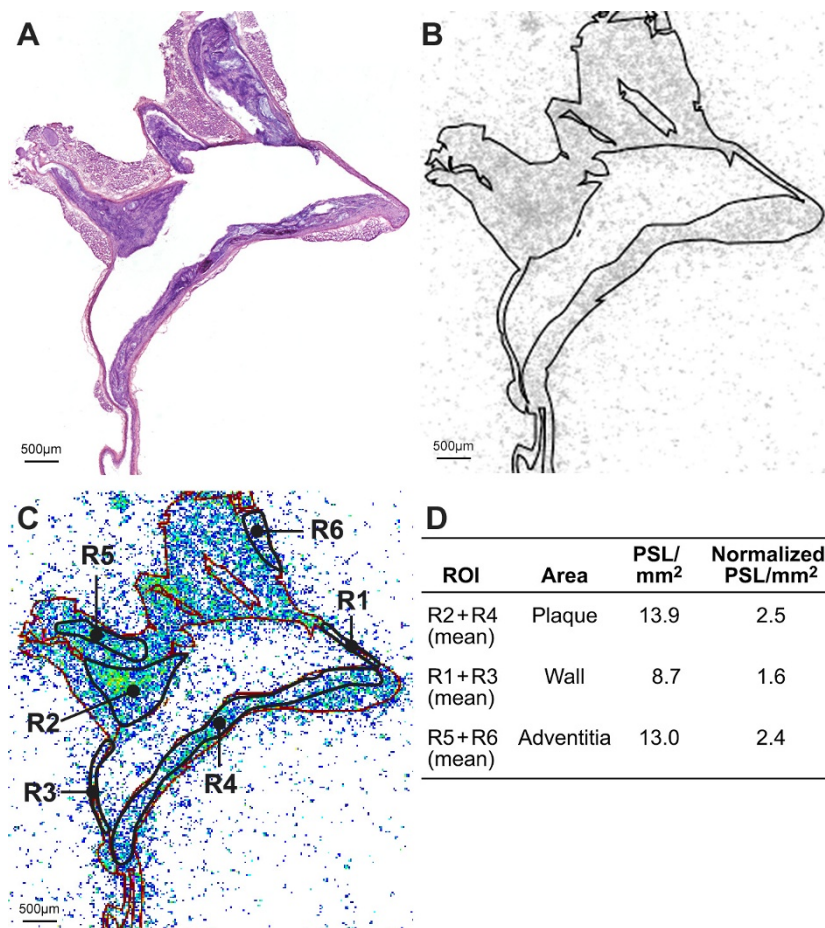 A
B
500μm
500μm
C
R5
R6
R1
R2
R3
R4
500μm
D
ROI Area PSL/mm² Normalized PSL/mm²
R2+R4 (mean) Plaque 13.9 2.5
R1+R3 (mean) Wall 8.7 1.6
R5+R6 (mean) Adventitia 13.0 2.4